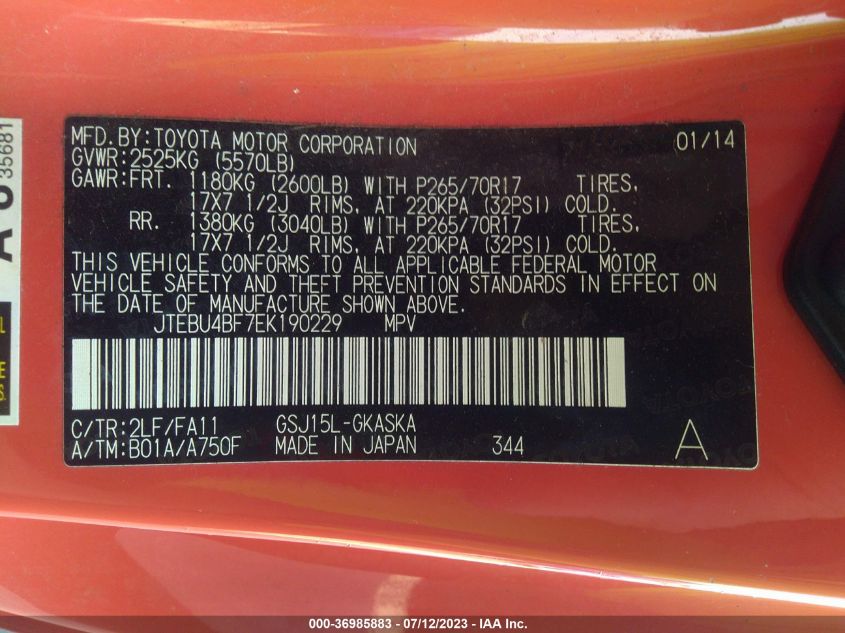 MFD.BY:TOYOTA MOTOR CORPORATION 01/14
GVWR:2525KG (5570LB)
GAWR:FRT. 1180KG (2600LB) WITH P265/70R17 TIRES,
17X7 1/2J RIMS, AT 220KPA (32PSI) COLD.
RR. 1380KG (3040LB) WITH P265/70R17 TIRES,
17X7 1/2J RIMS, AT 220KPA (32PSI) COLD.
THIS VEHICLE CONFORMS TO ALL APPLICABLE FEDERAL MOTOR
VEHICLE SAFETY AND THEFT PREVENTION STANDARDS IN EFFECT ON
THE DATE OF MANUFACTURE SHOWN ABOVE.
JTEBU4BF7EK190229 MPV
C/TR:2LF/FA11 GSJ15L-GKASKA
A/TM:B01A/A750F MADE IN JAPAN 344 A
35681
000-36985883 - 07/12/2023 - IAA Inc.